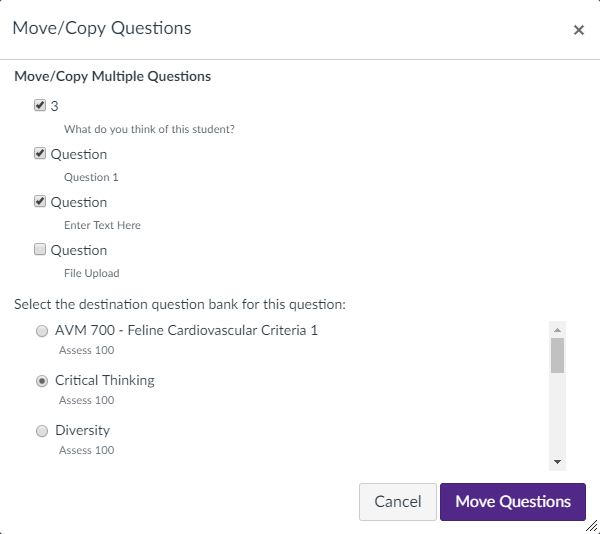 Move/Copy Questions
×
Move/Copy Multiple Questions
3
What do you think of this student?
Question
Question 1
Question
Enter Text Here
Question
File Upload
Select the destination question bank for this question:
AVM 700 - Feline Cardiovascular Criteria 1
Assess 100
Critical Thinking
Assess 100
Diversity
Assess 100
Cancel Move Questions